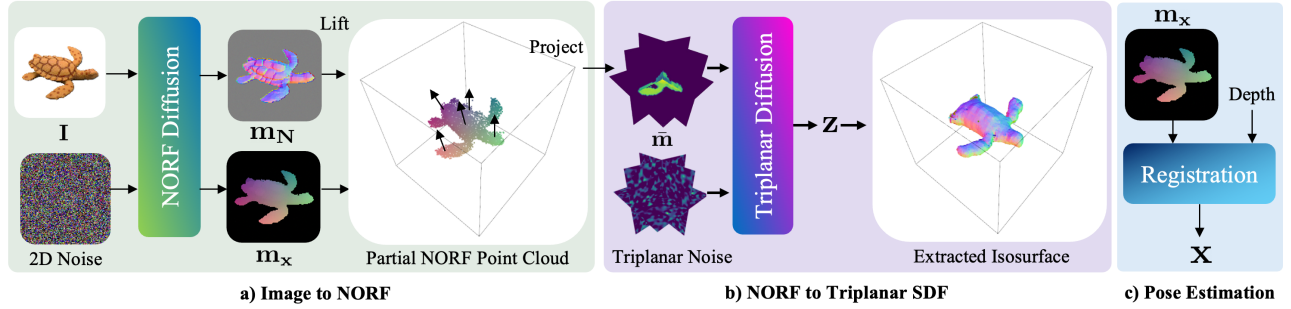 I
2D Noise
NORF Diffusion
m_N
m_x
Lift
Partial NORF Point Cloud
a) Image to NORF
Project
m̄
Triplanar Noise
Triplanar Diffusion
z
Extracted Isosurface
b) NORF to Triplanar SDF
m_x
Depth
Registration
x
c) Pose Estimation